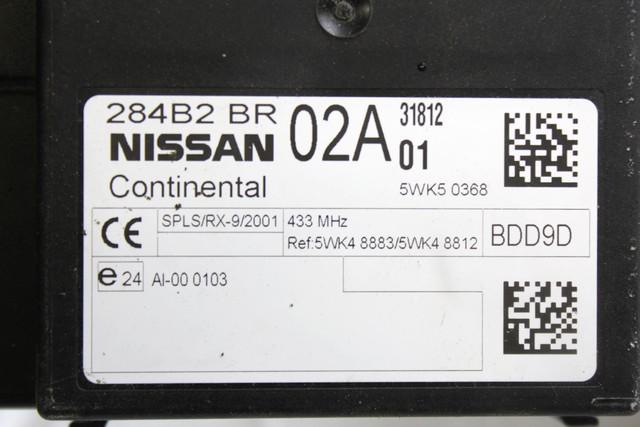 284B2 BR 02A 31812
NISSAN 01
Continental 5WK5 0368
CE SPLS/RX-9/2001 433 MHz BDD9D
Ref:5WK4 8883/5WK4 8812
e 24 AI-00 0103